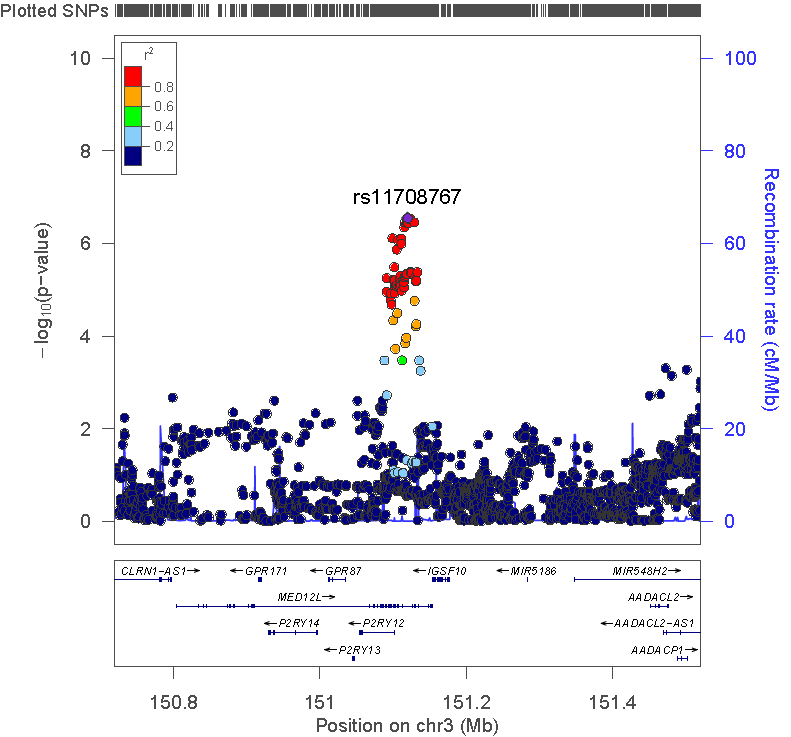 Plotted SNPs
r2
0.8
0.6
0.4
0.2
rs11708767
10
8
6
4
2
0
−log10(p−value)
100
80
60
40
20
0
Recombination rate (cM/Mb)
CLRN1−AS1→ ←GPR171 ←GPR87 ←IGSF10 ←MIR5186 MIR548H2→
MED12L→ AADACL2→
←P2RY14 ←P2RY12 ←AADACL2−AS1
←P2RY13 AADACP1→
150.8 151 151.2 151.4
Position on chr3 (Mb)